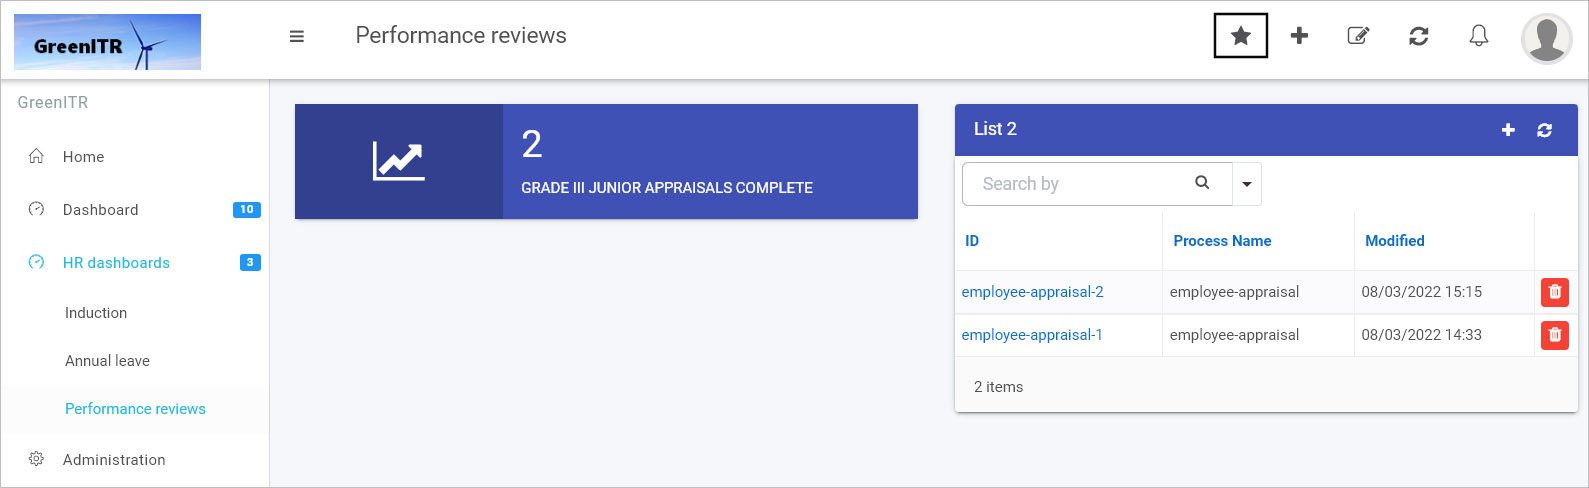 GreenITR
Performance reviews
GreenITR
Home
Dashboard 10
HR dashboards 3
Induction
Annual leave
Performance reviews
Administration
2
GRADE III JUNIOR APPRAISALS COMPLETE
List 2
Search by
ID Process Name Modified
employee-appraisal-2 employee-appraisal 08/03/2022 15:15
employee-appraisal-1 employee-appraisal 08/03/2022 14:33
2 items